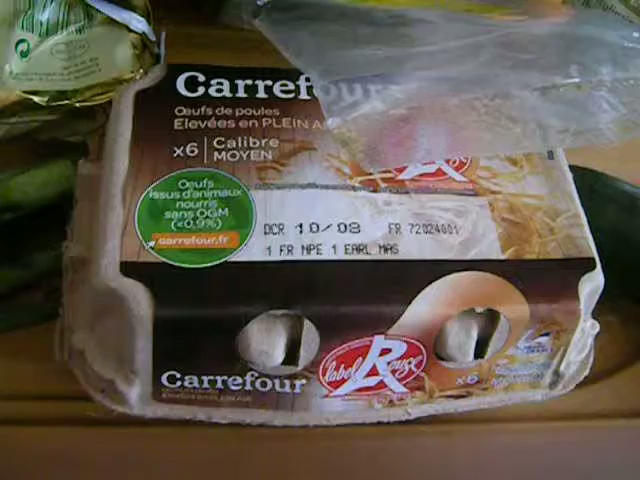 Carrefour
Œufs de poules
Elevées en PLEIN
x6 Calibre
MOYEN
Œufs
issus d'animaux
nourris
sans OGM
(<0,9%)
carrefour.fr
DCR 10/08 FR 72024001
1 FR MPE 1 EARL MAS
Carrefour
label Rouge
x6